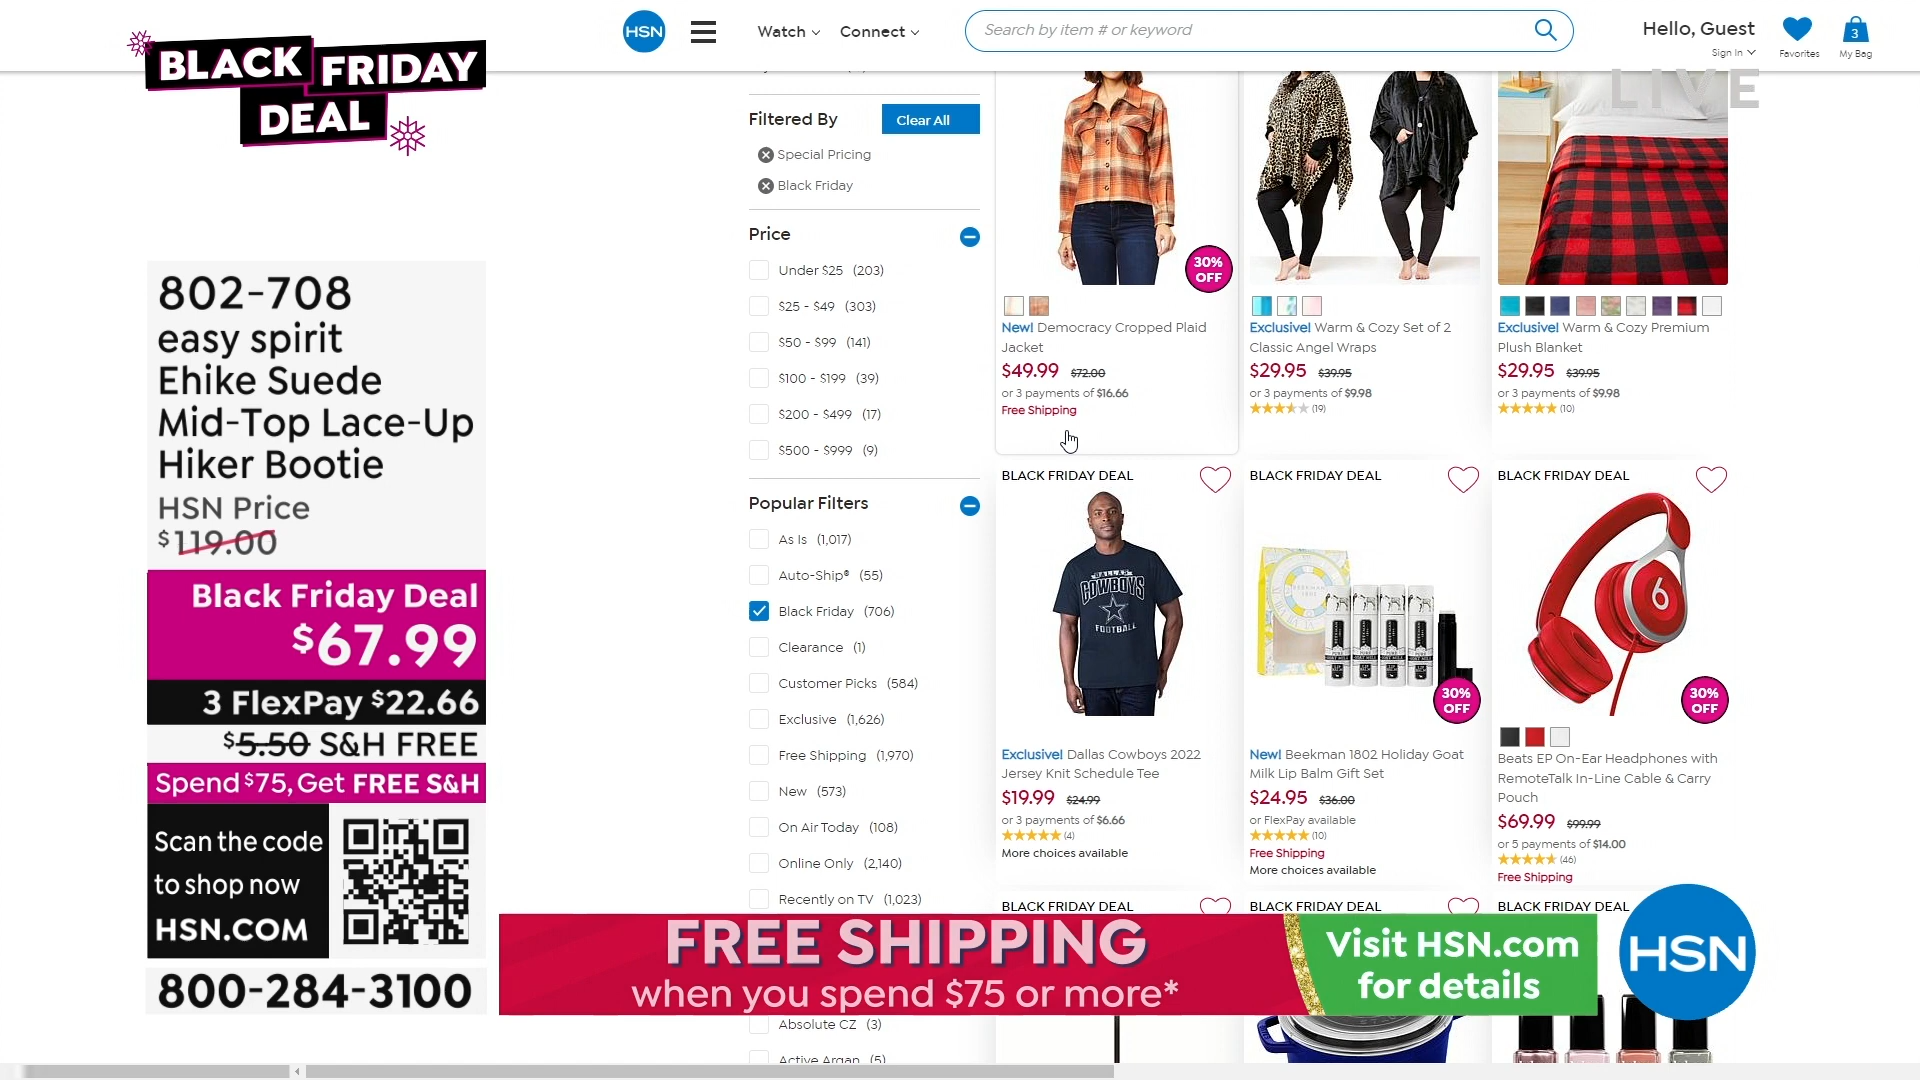 BLACK FRIDAY
DEAL
HSN
Watch
Connect
Search by item # or keyword
Hello, Guest
Sign In
Favorites
3
My Bag
LIVE
802-708
easy spirit
Ehike Suede
Mid-Top Lace-Up
Hiker Bootie
HSN Price
$119.00
Black Friday Deal
$67.99
3 FlexPay $22.66
$5.50 S&H FREE
Spend $75, Get FREE S&H
Scan the code
to shop now
HSN.COM
800-284-3100
Filtered By
Clear All
Special Pricing
Black Friday
Price
Under $25 (203)
$25 - $49 (303)
$50 - $99 (141)
$100 - $199 (39)
$200 - $499 (17)
$500 - $999 (9)
Popular Filters
As Is (1,017)
Auto-Ship® (55)
Black Friday (706)
Clearance (1)
Customer Picks (584)
Exclusive (1,626)
Free Shipping (1,970)
New (573)
On Air Today (108)
Online Only (2,140)
Recently on TV (1,023)
Absolute CZ (3)
Active Argan (5)
30%
OFF
New! Democracy Cropped Plaid
Jacket
$49.99 $72.00
or 3 payments of $16.66
Free Shipping
Exclusive! Warm & Cozy Set of 2
Classic Angel Wraps
$29.95 $39.95
or 3 payments of $9.98
(19)
Exclusive! Warm & Cozy Premium
Plush Blanket
$29.95 $39.95
or 3 payments of $9.98
(10)
BLACK FRIDAY DEAL
DALLAS
COWBOYS
FOOTBALL
Exclusive! Dallas Cowboys 2022
Jersey Knit Schedule Tee
$19.99 $24.99
or 3 payments of $6.66
(4)
More choices available
BLACK FRIDAY DEAL
30%
OFF
New! Beekman 1802 Holiday Goat
Milk Lip Balm Gift Set
$24.95 $36.00
or FlexPay available
(10)
Free Shipping
More choices available
BLACK FRIDAY DEAL
30%
OFF
Beats EP On-Ear Headphones with
RemoteTalk In-Line Cable & Carry
Pouch
$69.99 $99.99
or 5 payments of $14.00
(46)
Free Shipping
BLACK FRIDAY DEAL
BLACK FRIDAY DEAL
BLACK FRIDAY DEAL
FREE SHIPPING
when you spend $75 or more*
Visit HSN.com
for details
HSN